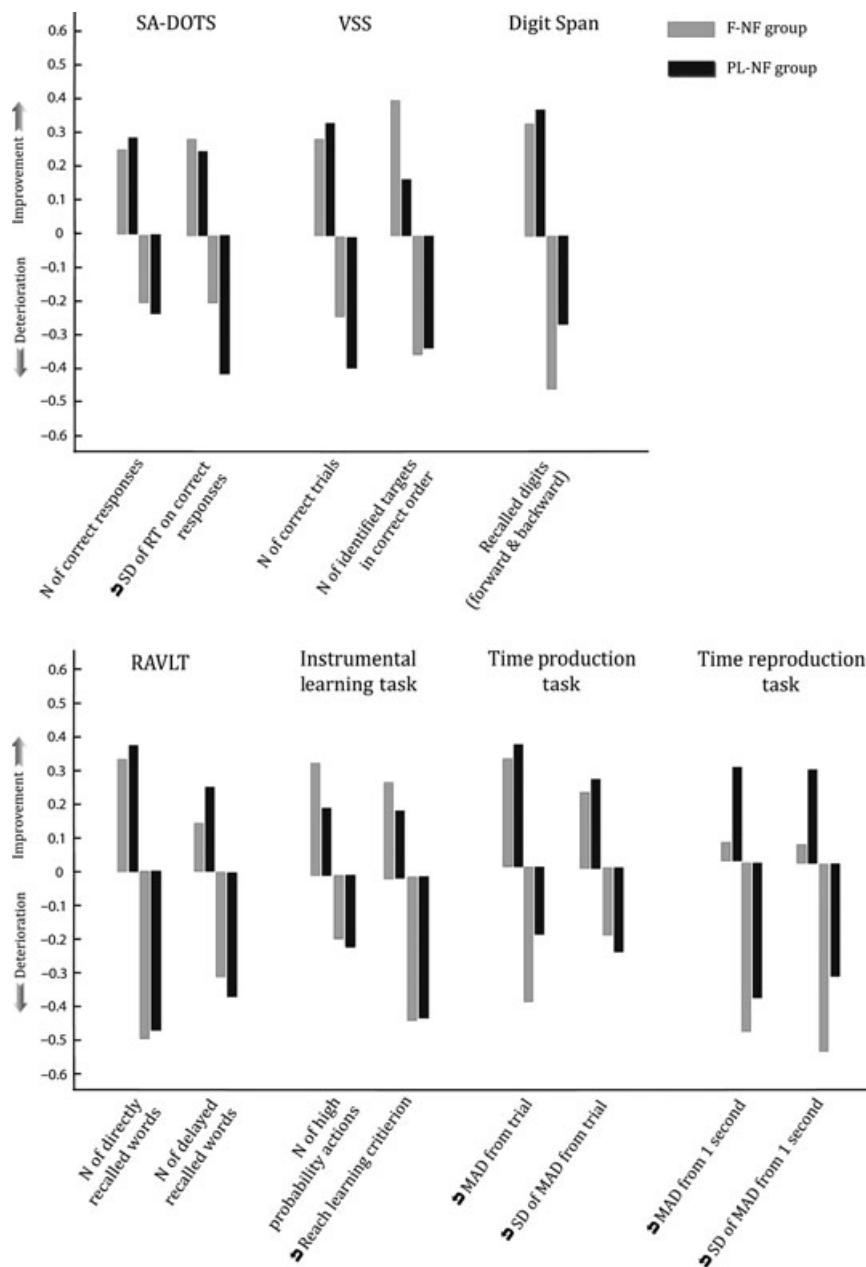 SA-DOTS
VSS
Digit Span
F-NF group
PL-NF group
Improvement
Deterioration
0.6
0.5
0.4
0.3
0.2
0.1
0
−0.1
−0.2
−0.3
−0.4
−0.5
−0.6
N of correct responses
SD of RT on correct
responses
N of correct trials
N of identified targets
in correct order
Recalled digits
(forward & backward)
RAVLT
Instrumental
learning task
Time production
task
Time reproduction
task
Improvement
Deterioration
0.6
0.5
0.4
0.3
0.2
0.1
0
−0.1
−0.2
−0.3
−0.4
−0.5
−0.6
N of directly
recalled words
N of delayed
recalled words
N of high
probability actions
Reach learning critierion
MAD from trial
SD of MAD from trial
MAD from 1 second
SD of MAD from 1 second